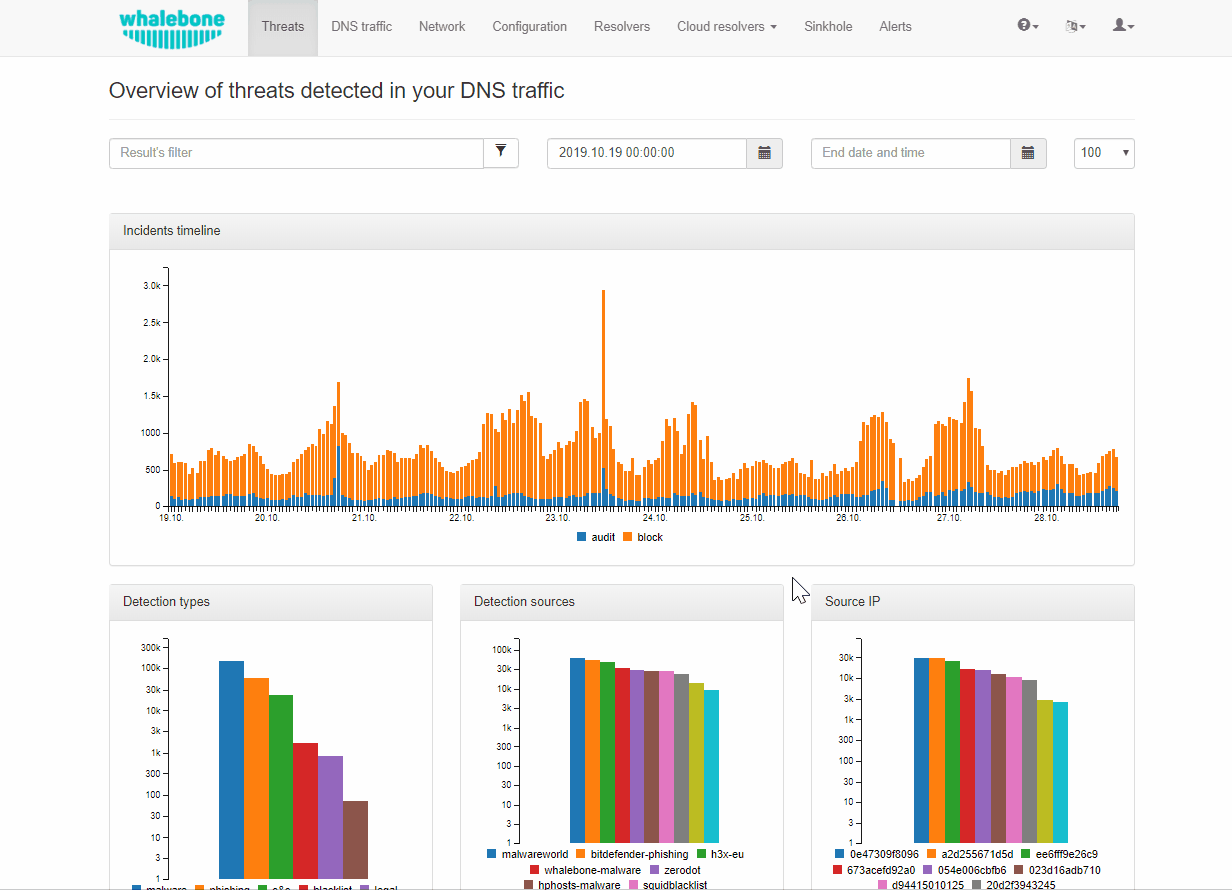 whalebone Threats DNS traffic Network Configuration Resolvers Cloud resolvers Sinkhole Alerts
Overview of threats detected in your DNS traffic
Result's filter 2019.10.19 00:00:00 End date and time 100
Incidents timeline
3.0k
2.5k
2.0k
1.5k
1000
500
0
19.10. 20.10. 21.10. 22.10. 23.10. 24.10. 25.10. 26.10. 27.10. 28.10.
audit block
Detection types
300k
100k
30k
10k
3k
1k
300
100
30
10
3
1
malware phishing c&c blacklist legal
Detection sources
100k
30k
10k
3k
1k
300
100
30
10
3
1
malwareworld bitdefender-phishing h3x-eu
whalebone-malware zerodot
hphosts-malware squidblacklist
Source IP
30k
10k
3k
1k
300
100
30
10
3
1
0e47309f8096 a2d255671d5d ee6fff9e26c9
673acefd92a0 054e006cbfb6 023d16adb710
d94415010125 20d2f3943245